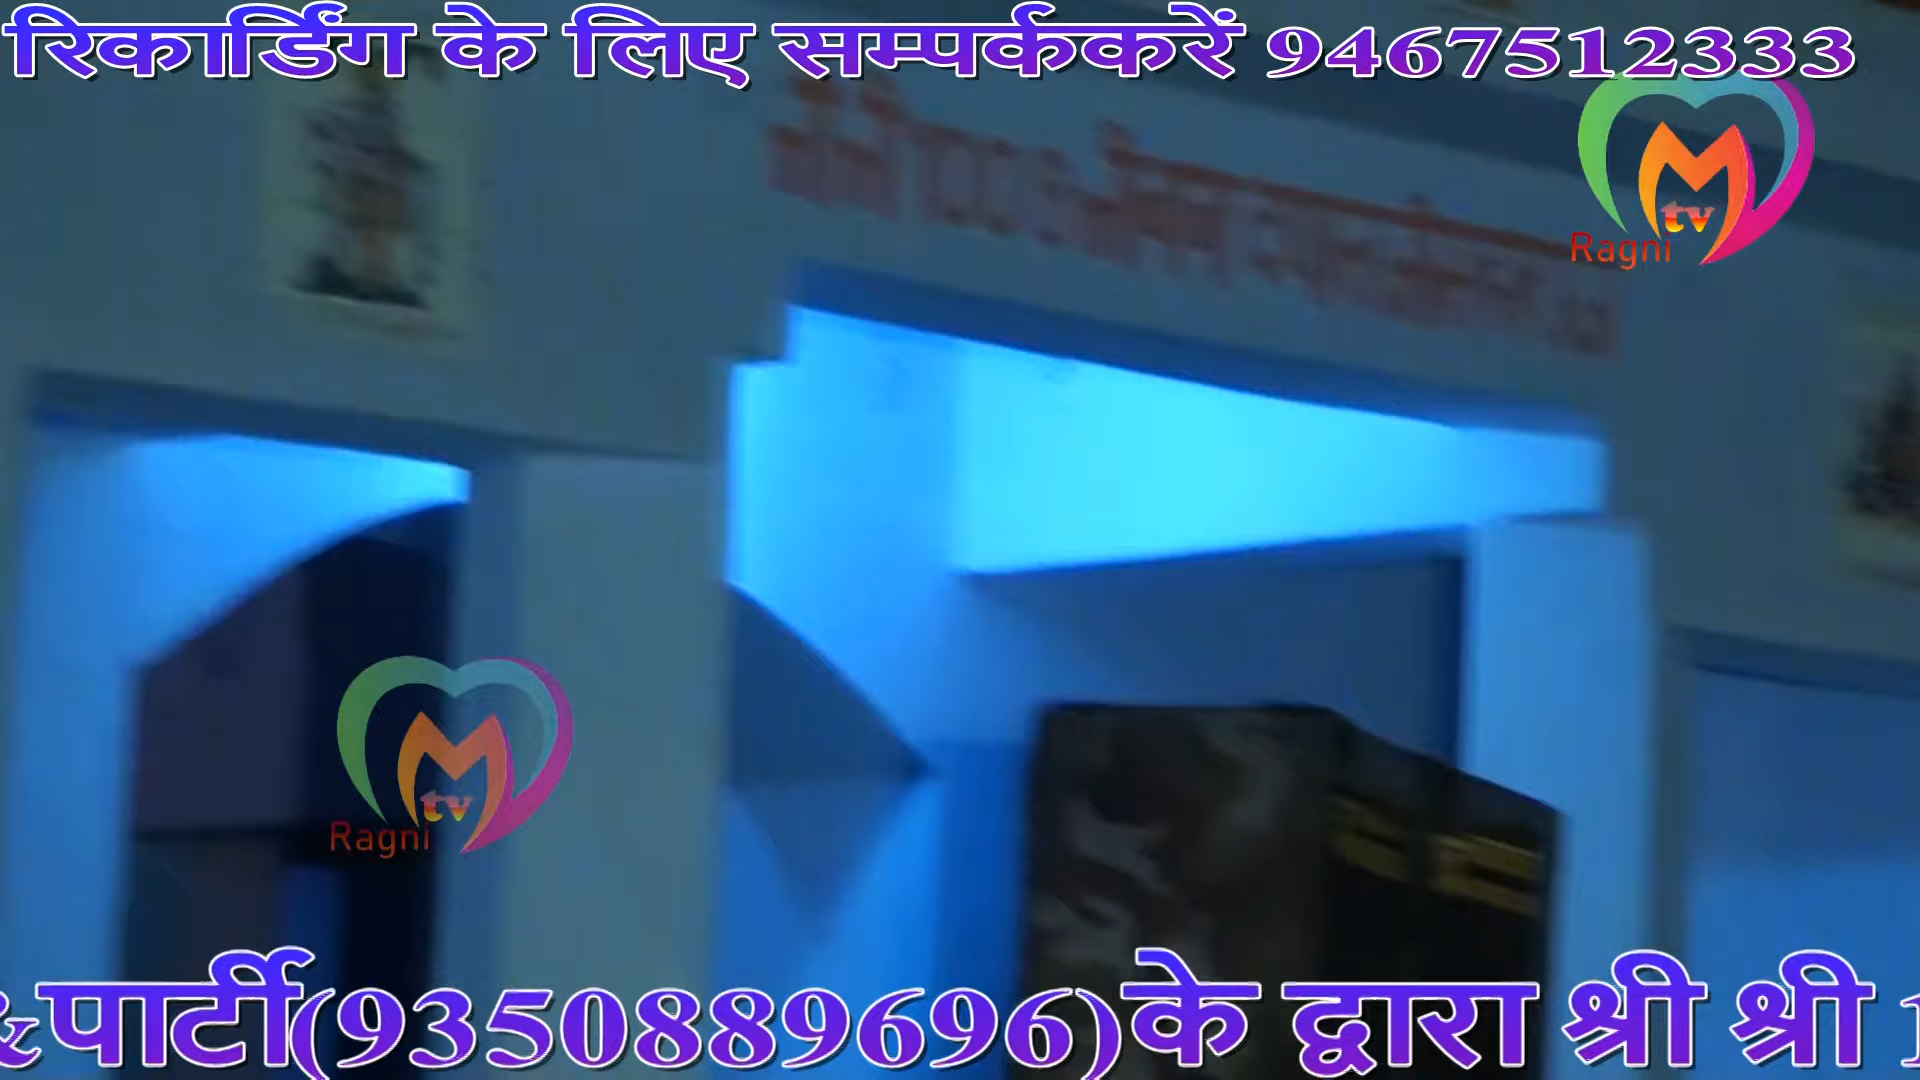 रिकार्डिंग के लिए सम्पर्ककरें 9467512333
M
tv
Ragni
M
tv
Ragni
&पार्टी(9350889696)के द्वारा श्री श्री